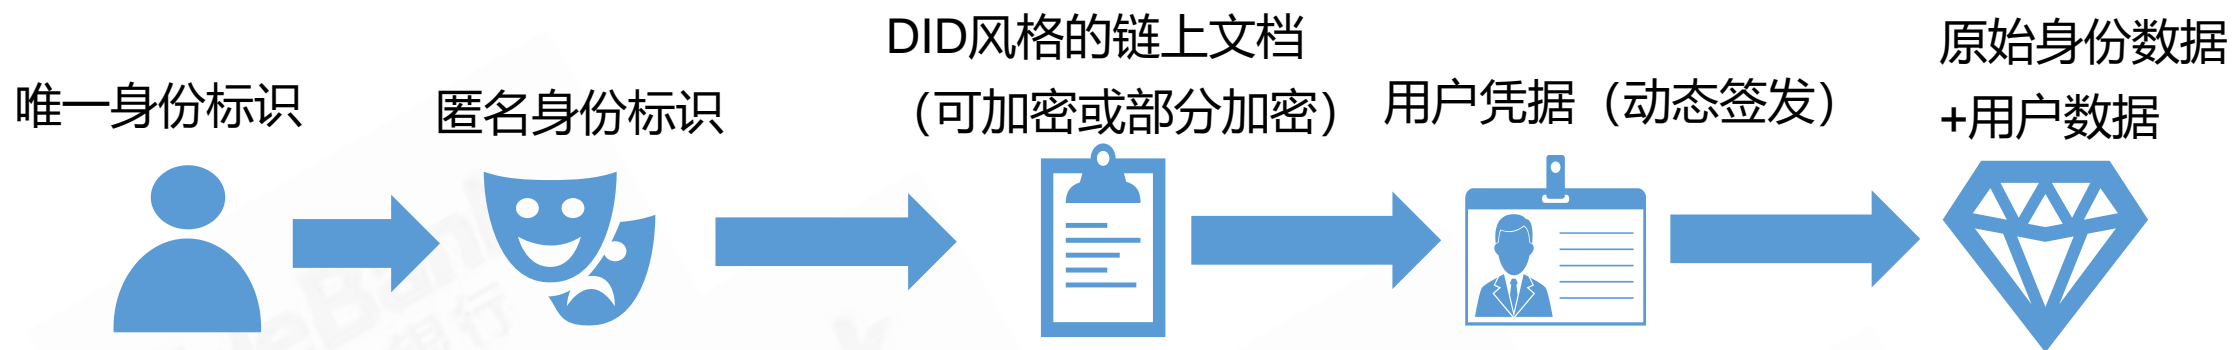 唯一身份标识
匿名身份标识
DID风格的链上文档
（可加密或部分加密）
用户凭据（动态签发）
原始身份数据
+用户数据